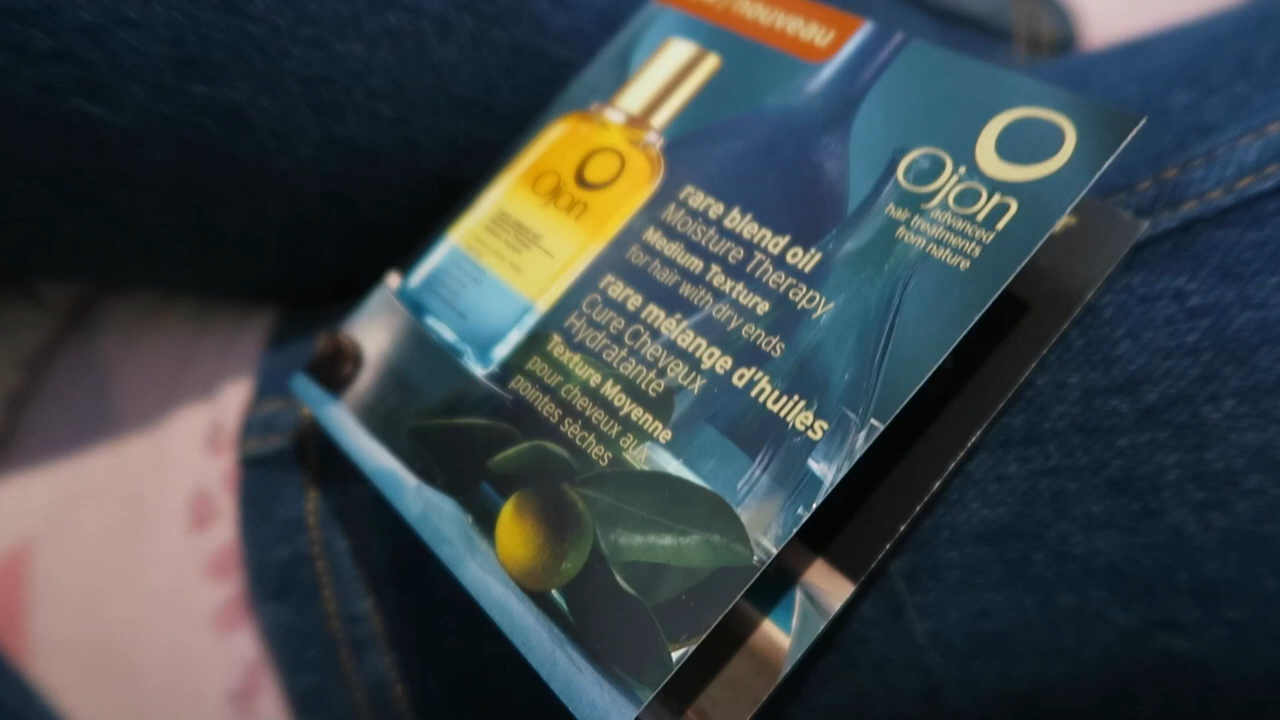 nouveau
Ojon
advanced
hair treatments
from nature
Ojon
rare blend oil
Moisture Therapy
Medium Texture
for hair with dry ends
rare mélange d'huiles
Cure Cheveux
Hydratante
Texture Moyenne
pour cheveux aux
pointes sèches